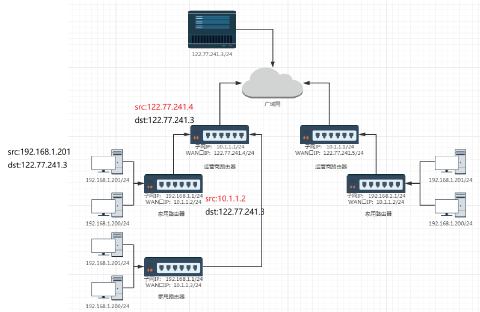 122.77.241.3/24
广域网
src:122.77.241.4
dst:122.77.241.3
子网IP: 10.1.1.1/24
WAN口IP: 122.77.241.4/24
运营商路由器
子网IP: 10.1.1.1/24
WAN口IP: 122.77.241.5/24
运营商路由器
src:192.168.1.201
dst:122.77.241.3
192.168.1.201/24
192.168.1.200/24
子网IP: 192.168.1.1/24
WAN口IP: 10.1.1.2/24
家用路由器
src:10.1.1.2
dst:122.77.241.3
子网IP: 192.168.1.1/24
WAN口IP: 10.1.1.2/24
家用路由器
192.168.1.201/24
192.168.1.200/24
192.168.1.201/24
192.168.1.200/24
子网IP: 192.168.1.1/24
WAN口IP: 10.1.1.3/24
家用路由器